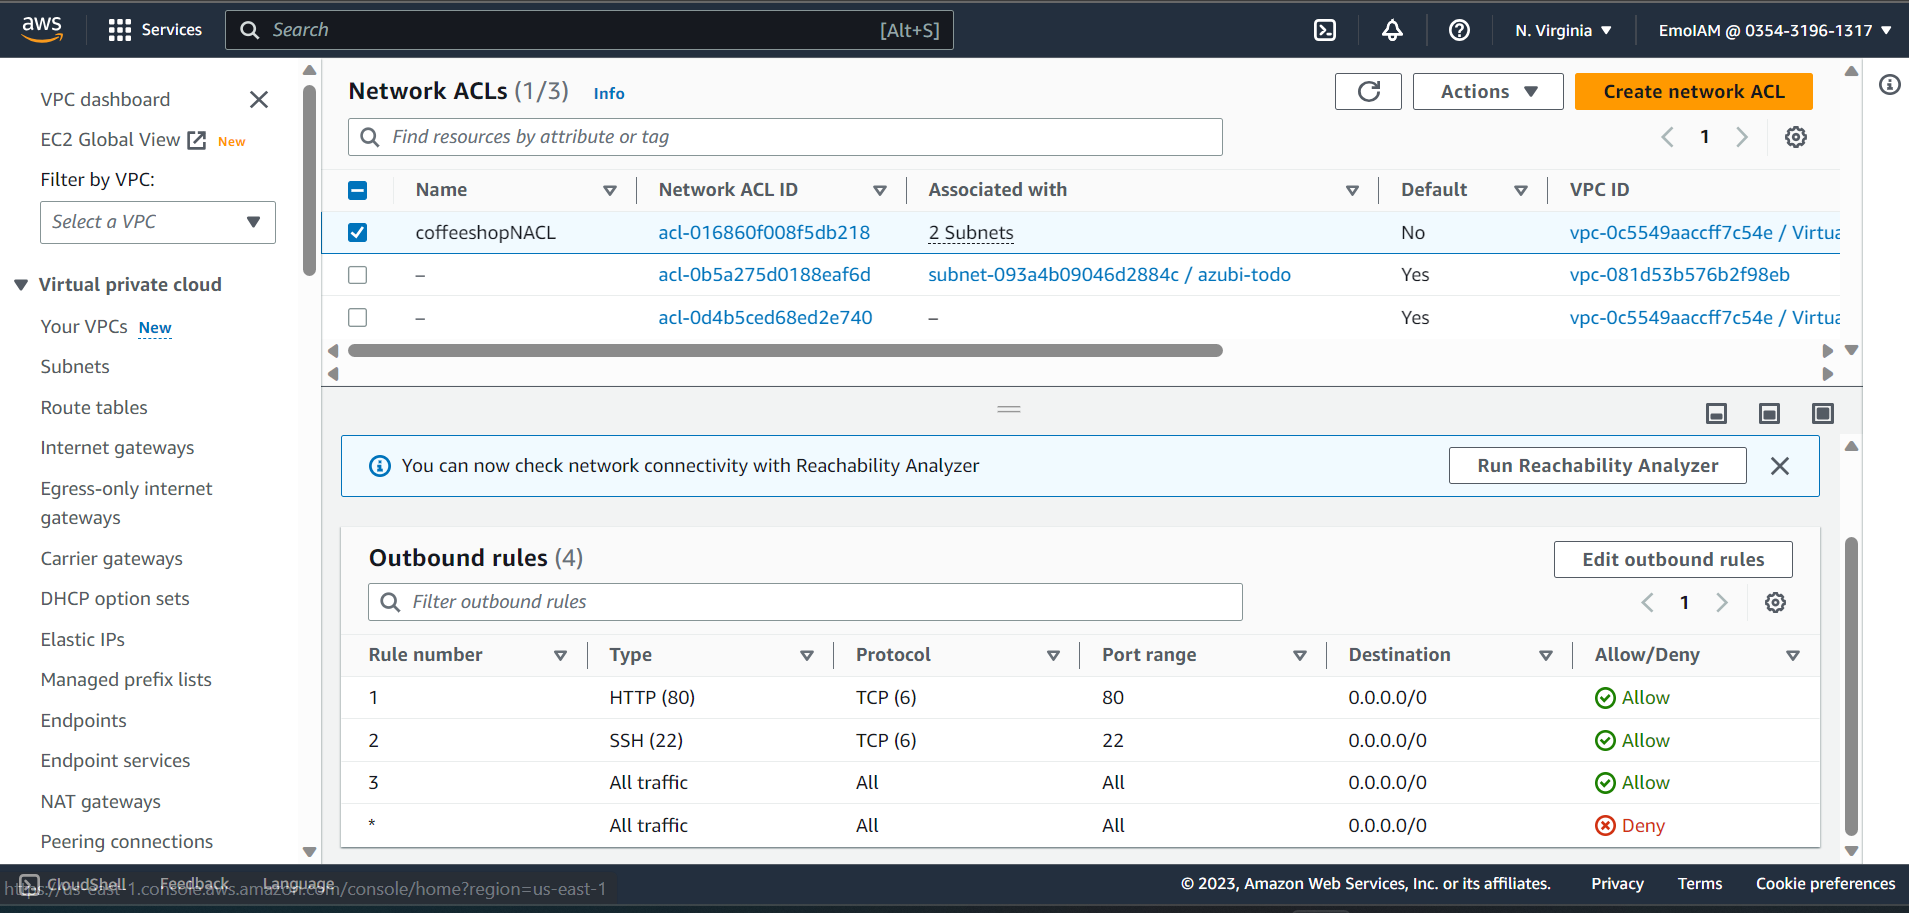 aws
Services
Search
[Alt+S]
N. Virginia
EmoIAM @ 0354-3196-1317
VPC dashboard
EC2 Global View New
Filter by VPC:
Select a VPC
Virtual private cloud
Your VPCs New
Subnets
Route tables
Internet gateways
Egress-only internet
gateways
Carrier gateways
DHCP option sets
Elastic IPs
Managed prefix lists
Endpoints
Endpoint services
NAT gateways
Peering connections
Network ACLs (1/3) Info
Actions
Create network ACL
Find resources by attribute or tag
1
Name Network ACL ID Associated with Default VPC ID
coffeeshopNACL acl-016860f008f5db218 2 Subnets No vpc-0c5549aaccff7c54e / Virtua
– acl-0b5a275d0188eaf6d subnet-093a4b09046d2884c / azubi-todo Yes vpc-081d53b576b2f98eb
– acl-0d4b5ced68ed2e740 – Yes vpc-0c5549aaccff7c54e / Virtua
You can now check network connectivity with Reachability Analyzer
Run Reachability Analyzer
Outbound rules (4)
Edit outbound rules
Filter outbound rules
1
Rule number Type Protocol Port range Destination Allow/Deny
1 HTTP (80) TCP (6) 80 0.0.0.0/0 Allow
2 SSH (22) TCP (6) 22 0.0.0.0/0 Allow
3 All traffic All All 0.0.0.0/0 Allow
* All traffic All All 0.0.0.0/0 Deny
CloudShell Feedback Language
https://us-east-1.console.aws.amazon.com/console/home?region=us-east-1
© 2023, Amazon Web Services, Inc. or its affiliates. Privacy Terms Cookie preferences